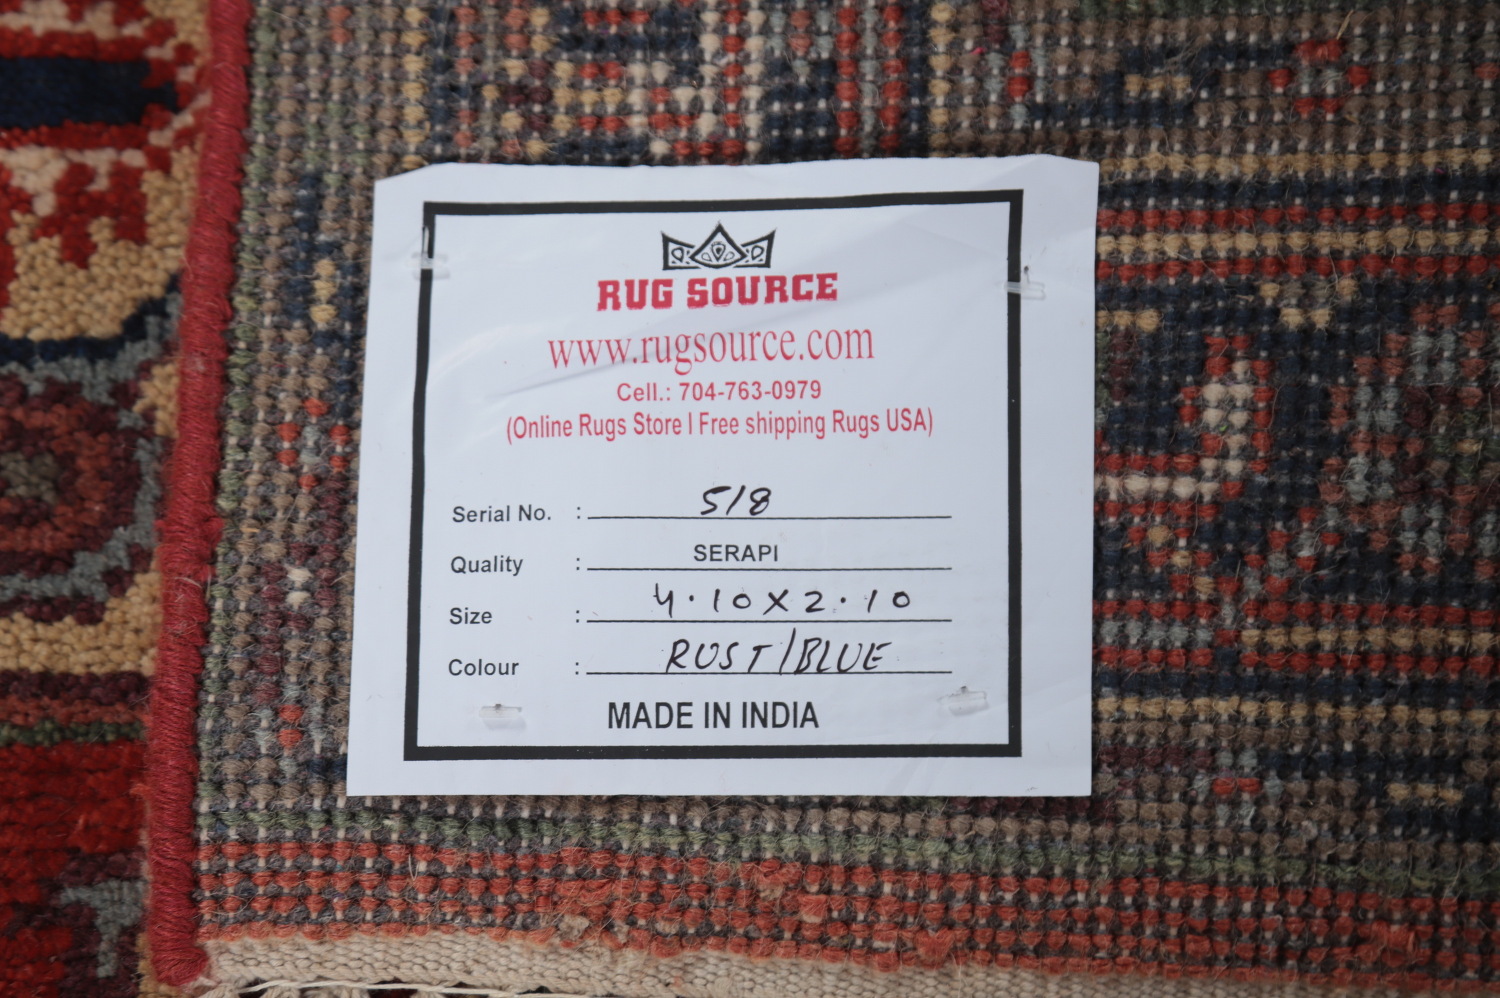 RUG SOURCE
www.rugsource.com
Cell.: 704-763-0979
(Online Rugs Store I Free shipping Rugs USA)
Serial No. : 518
Quality : SERAPI
Size : 4.10X2.10
Colour : RUST/BLUE
MADE IN INDIA